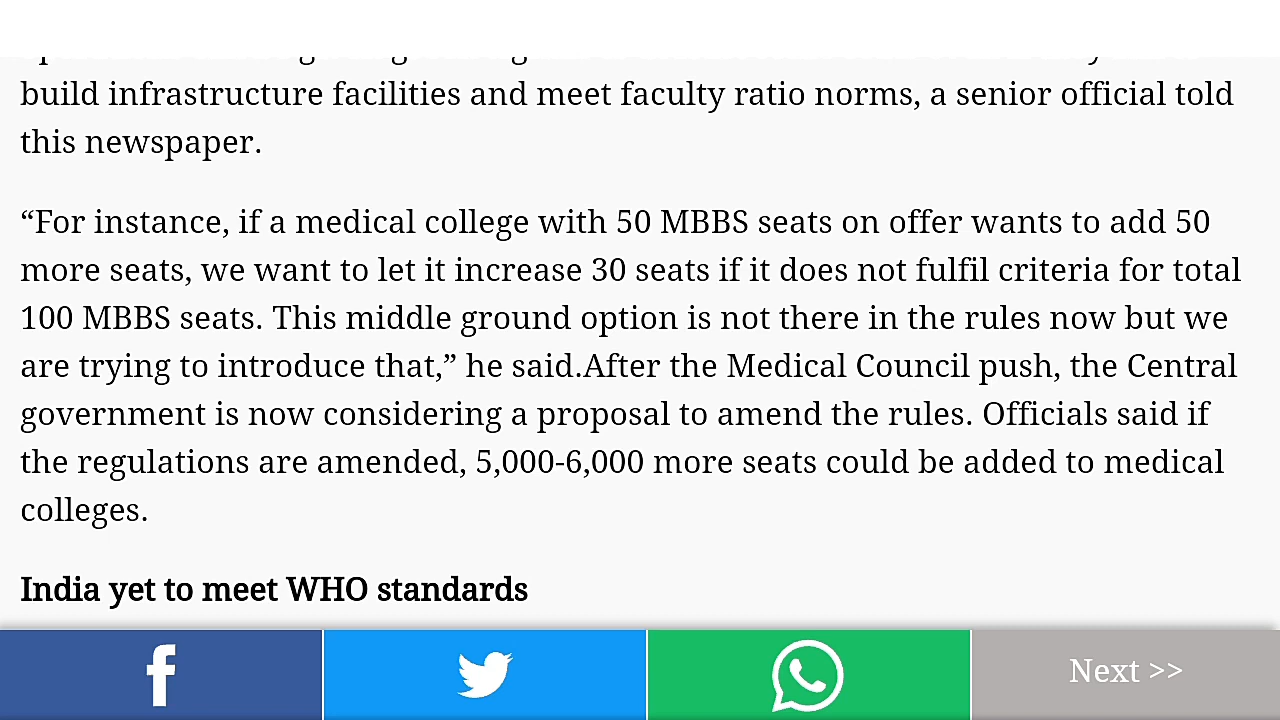 build infrastructure facilities and meet faculty ratio norms, a senior official told
this newspaper.
“For instance, if a medical college with 50 MBBS seats on offer wants to add 50
more seats, we want to let it increase 30 seats if it does not fulfil criteria for total
100 MBBS seats. This middle ground option is not there in the rules now but we
are trying to introduce that,” he said.After the Medical Council push, the Central
government is now considering a proposal to amend the rules. Officials said if
the regulations are amended, 5,000-6,000 more seats could be added to medical
colleges.
India yet to meet WHO standards
Next >>